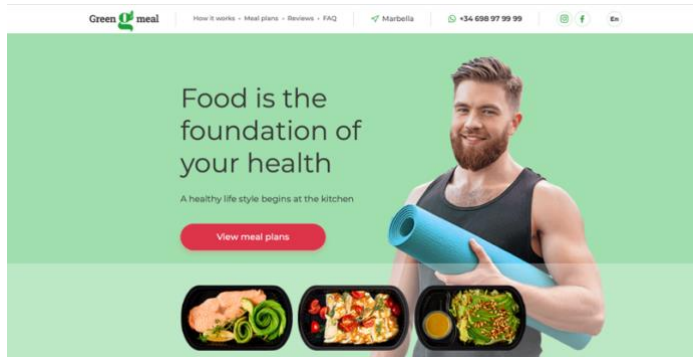 Green g meal
How it works • Meal plans • Reviews • FAQ
Marbella
+34 698 97 99 99
En
Food is the
foundation of
your health
A healthy life style begins at the kitchen
View meal plans